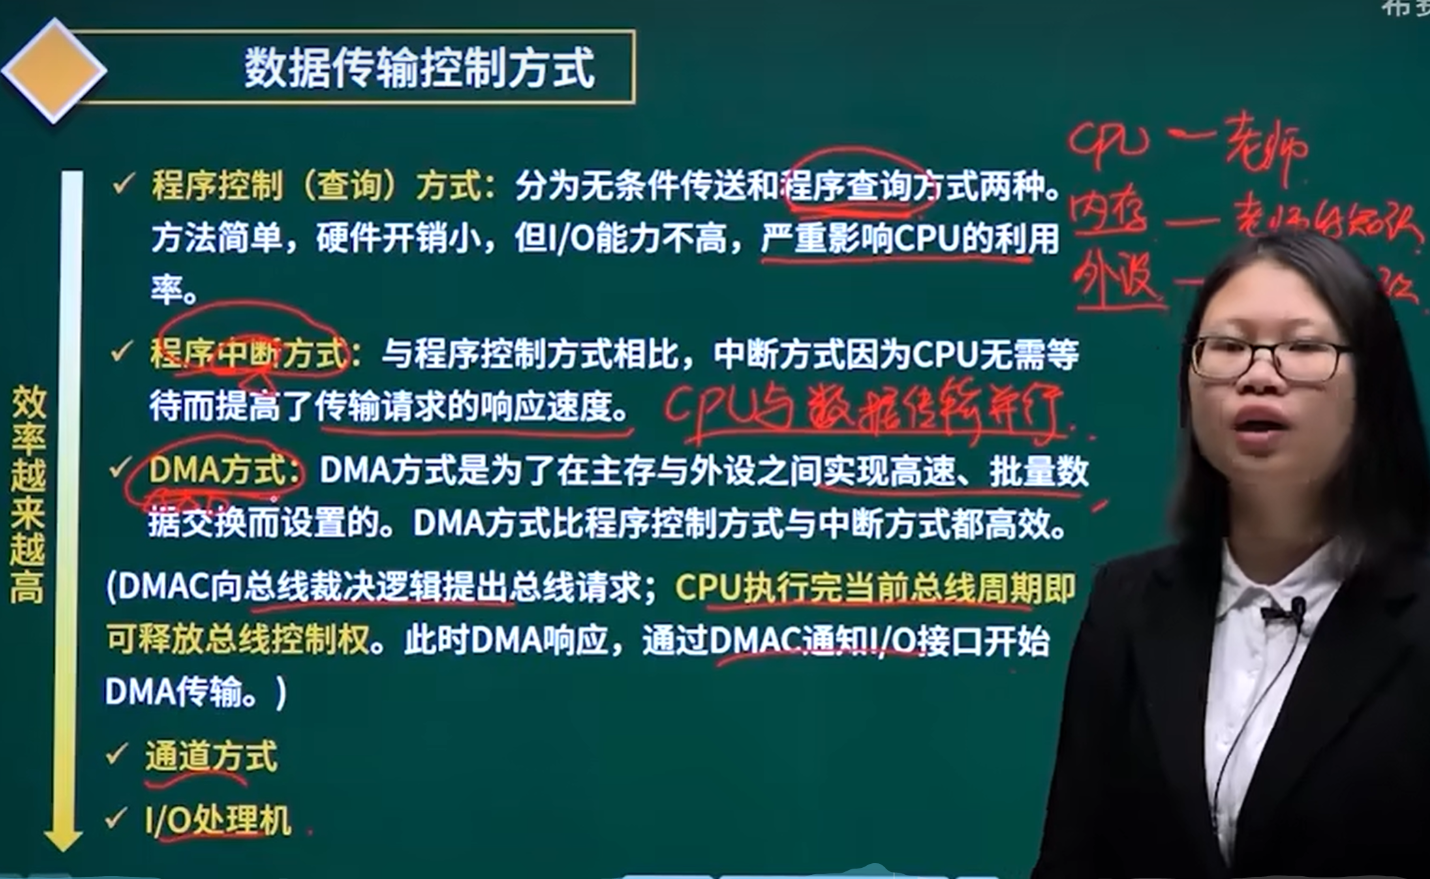 数据传输控制方式
✓ 程序控制（查询）方式：分为无条件传送和程序查询方式两种。
方法简单，硬件开销小，但I/O能力不高，严重影响CPU的利用
率。
✓ 程序中断方式：与程序控制方式相比，中断方式因为CPU无需等
待而提高了传输请求的响应速度。
CPU与数据传输并行
✓ DMA方式：DMA方式是为了在主存与外设之间实现高速、批量数
据交换而设置的。DMA方式比程序控制方式与中断方式都高效。
(DMAC向总线裁决逻辑提出总线请求；CPU执行完当前总线周期即
可释放总线控制权。此时DMA响应，通过DMAC通知I/O接口开始
DMA传输。)
✓ 通道方式
✓ I/O处理机
效率越来越高
CPU — 老师
内存 — 老师
外设 —